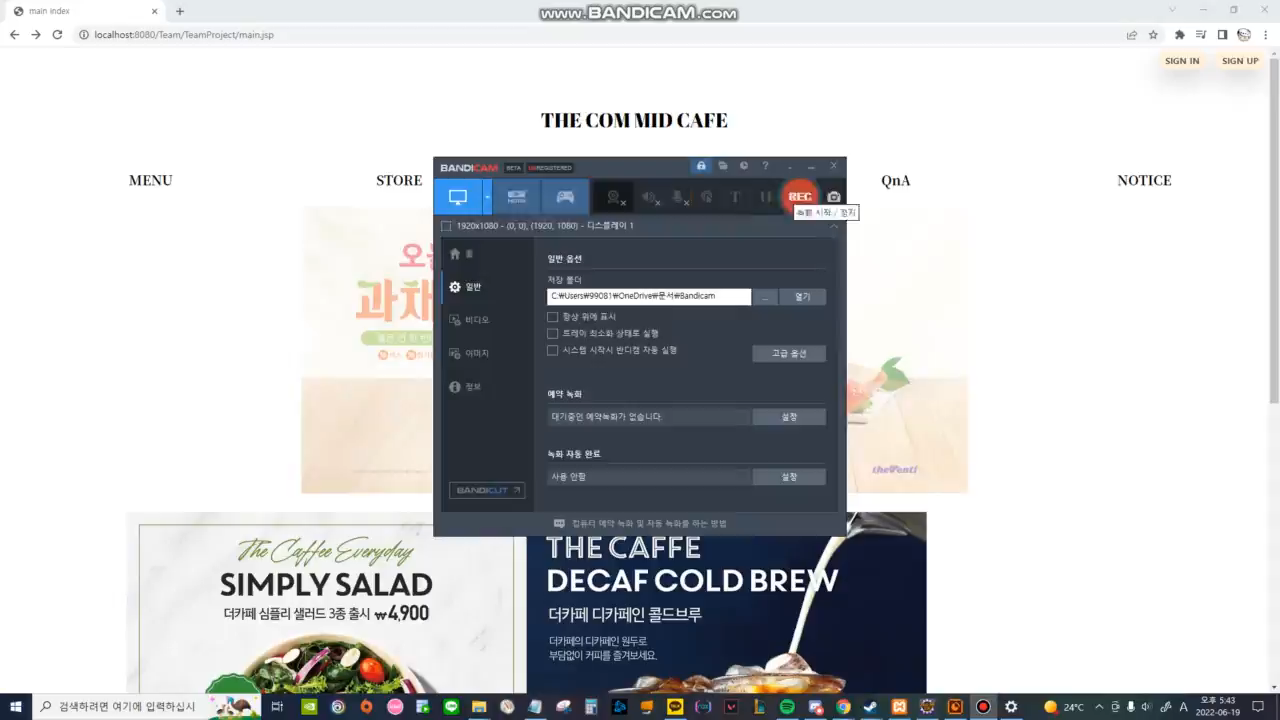 main index
www.BANDICAM.com
localhost:8080/Team/TeamProject/main.jsp
SIGN IN
SIGN UP
THE COM MID CAFE
MENU
STORE
QnA
NOTICE
BANDICAM
BETA
UNREGISTERED
HDMI
REC
녹화 시작 / 정지
1920x1080 - (0, 0), (1920, 1080) - 디스플레이 1
홈
일반
비디오
이미지
정보
BANDICUT
일반 옵션
저장 폴더
C:₩Users₩99081₩OneDrive₩문서₩Bandicam
...
열기
항상 위에 표시
트레이 최소화 상태로 실행
시스템 시작시 반디캠 자동 실행
고급 옵션
예약 녹화
대기중인 예약녹화가 없습니다.
설정
녹화 자동 완료
사용 안함
설정
컴퓨터 예약 녹화 및 자동 녹화를 하는 방법
과채
theVenti
The Caffee Everyday
SIMPLY SALAD
더카페 심플리 샐러드 3종 출시 ₩4,900
THE CAFFE
DECAF COLD BREW
더카페 디카페인 콜드브루
더카페의 디카페인 원두로
부담없이 커피를 즐겨보세요.
검색하려면 여기에 입력하십시
24°C
A
오후 5:43
2022-06-19